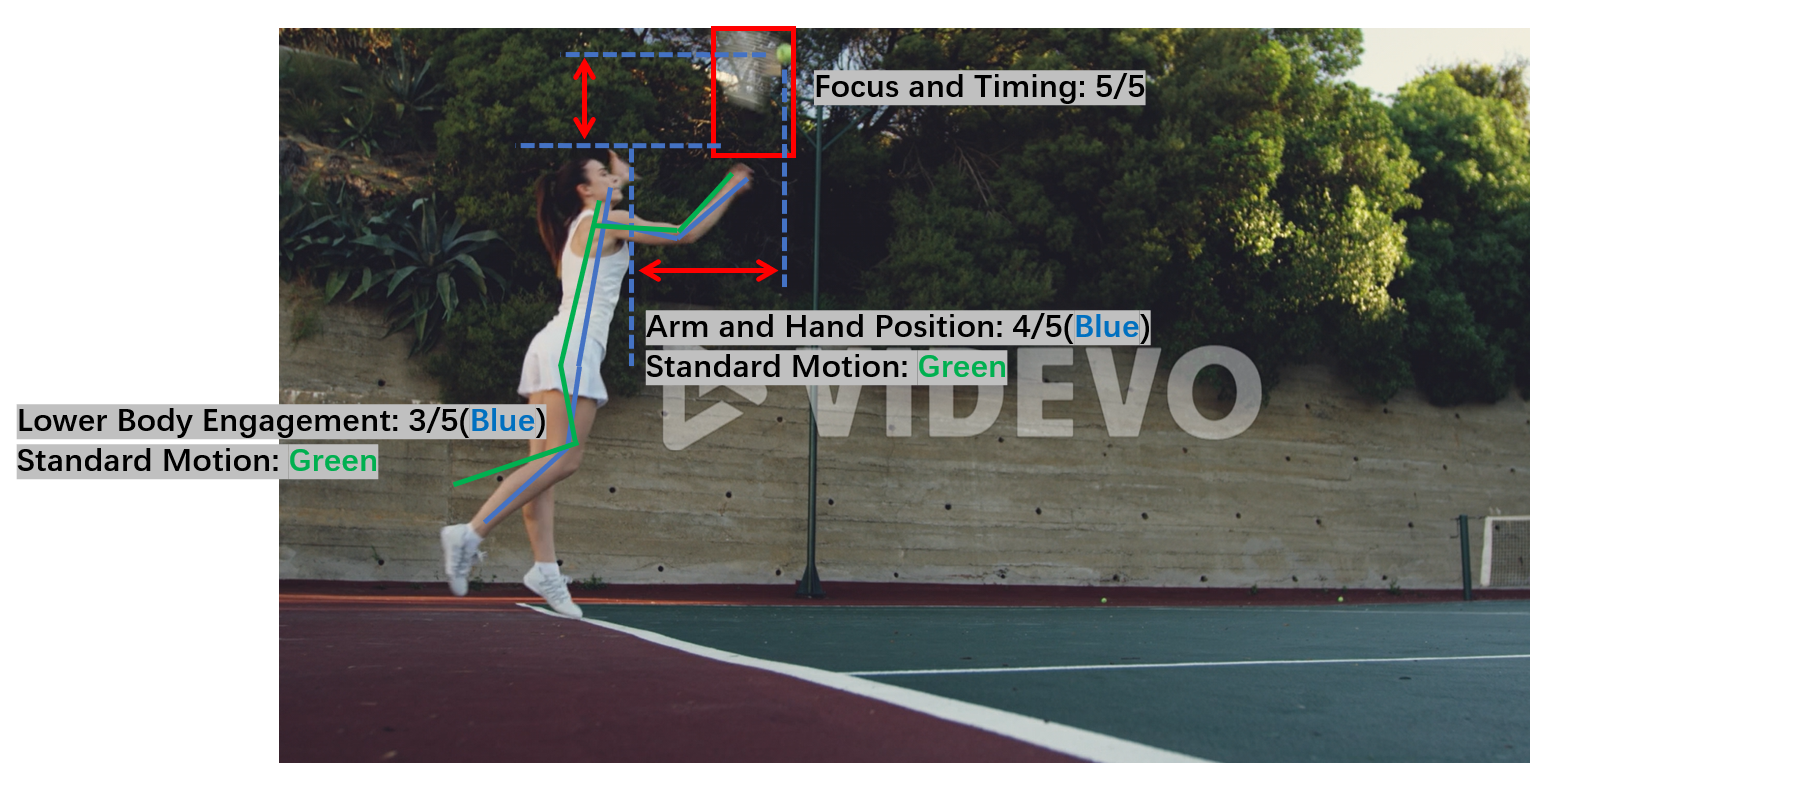 Focus and Timing: 5/5
Arm and Hand Position: 4/5(Blue)
Standard Motion: Green
VIDEVO
Lower Body Engagement: 3/5(Blue)
Standard Motion: Green